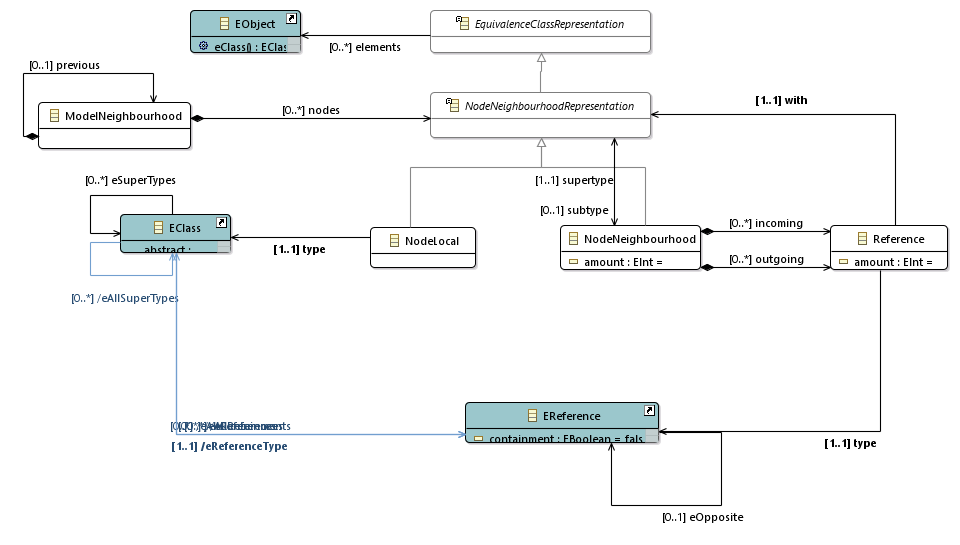 EObject
EquivalenceClassRepresentation
eClass() : EClas
[0..*] elements
[0..1] previous
NodeNeighbourhoodRepresentation
[1..1] with
ModelNeighbourhood
[0..*] nodes
[0..*] eSuperTypes
[1..1] supertype
[0..1] subtype
EClass
abstract :
[1..1] type
NodeLocal
NodeNeighbourhood
amount : EInt =
[0..*] incoming
[0..*] outgoing
Reference
amount : EInt =
[0..*] /eAllSuperTypes
EReference
containment : EBoolean = fals
[1..1] /eReferenceType
[1..1] type
[0..1] eOpposite